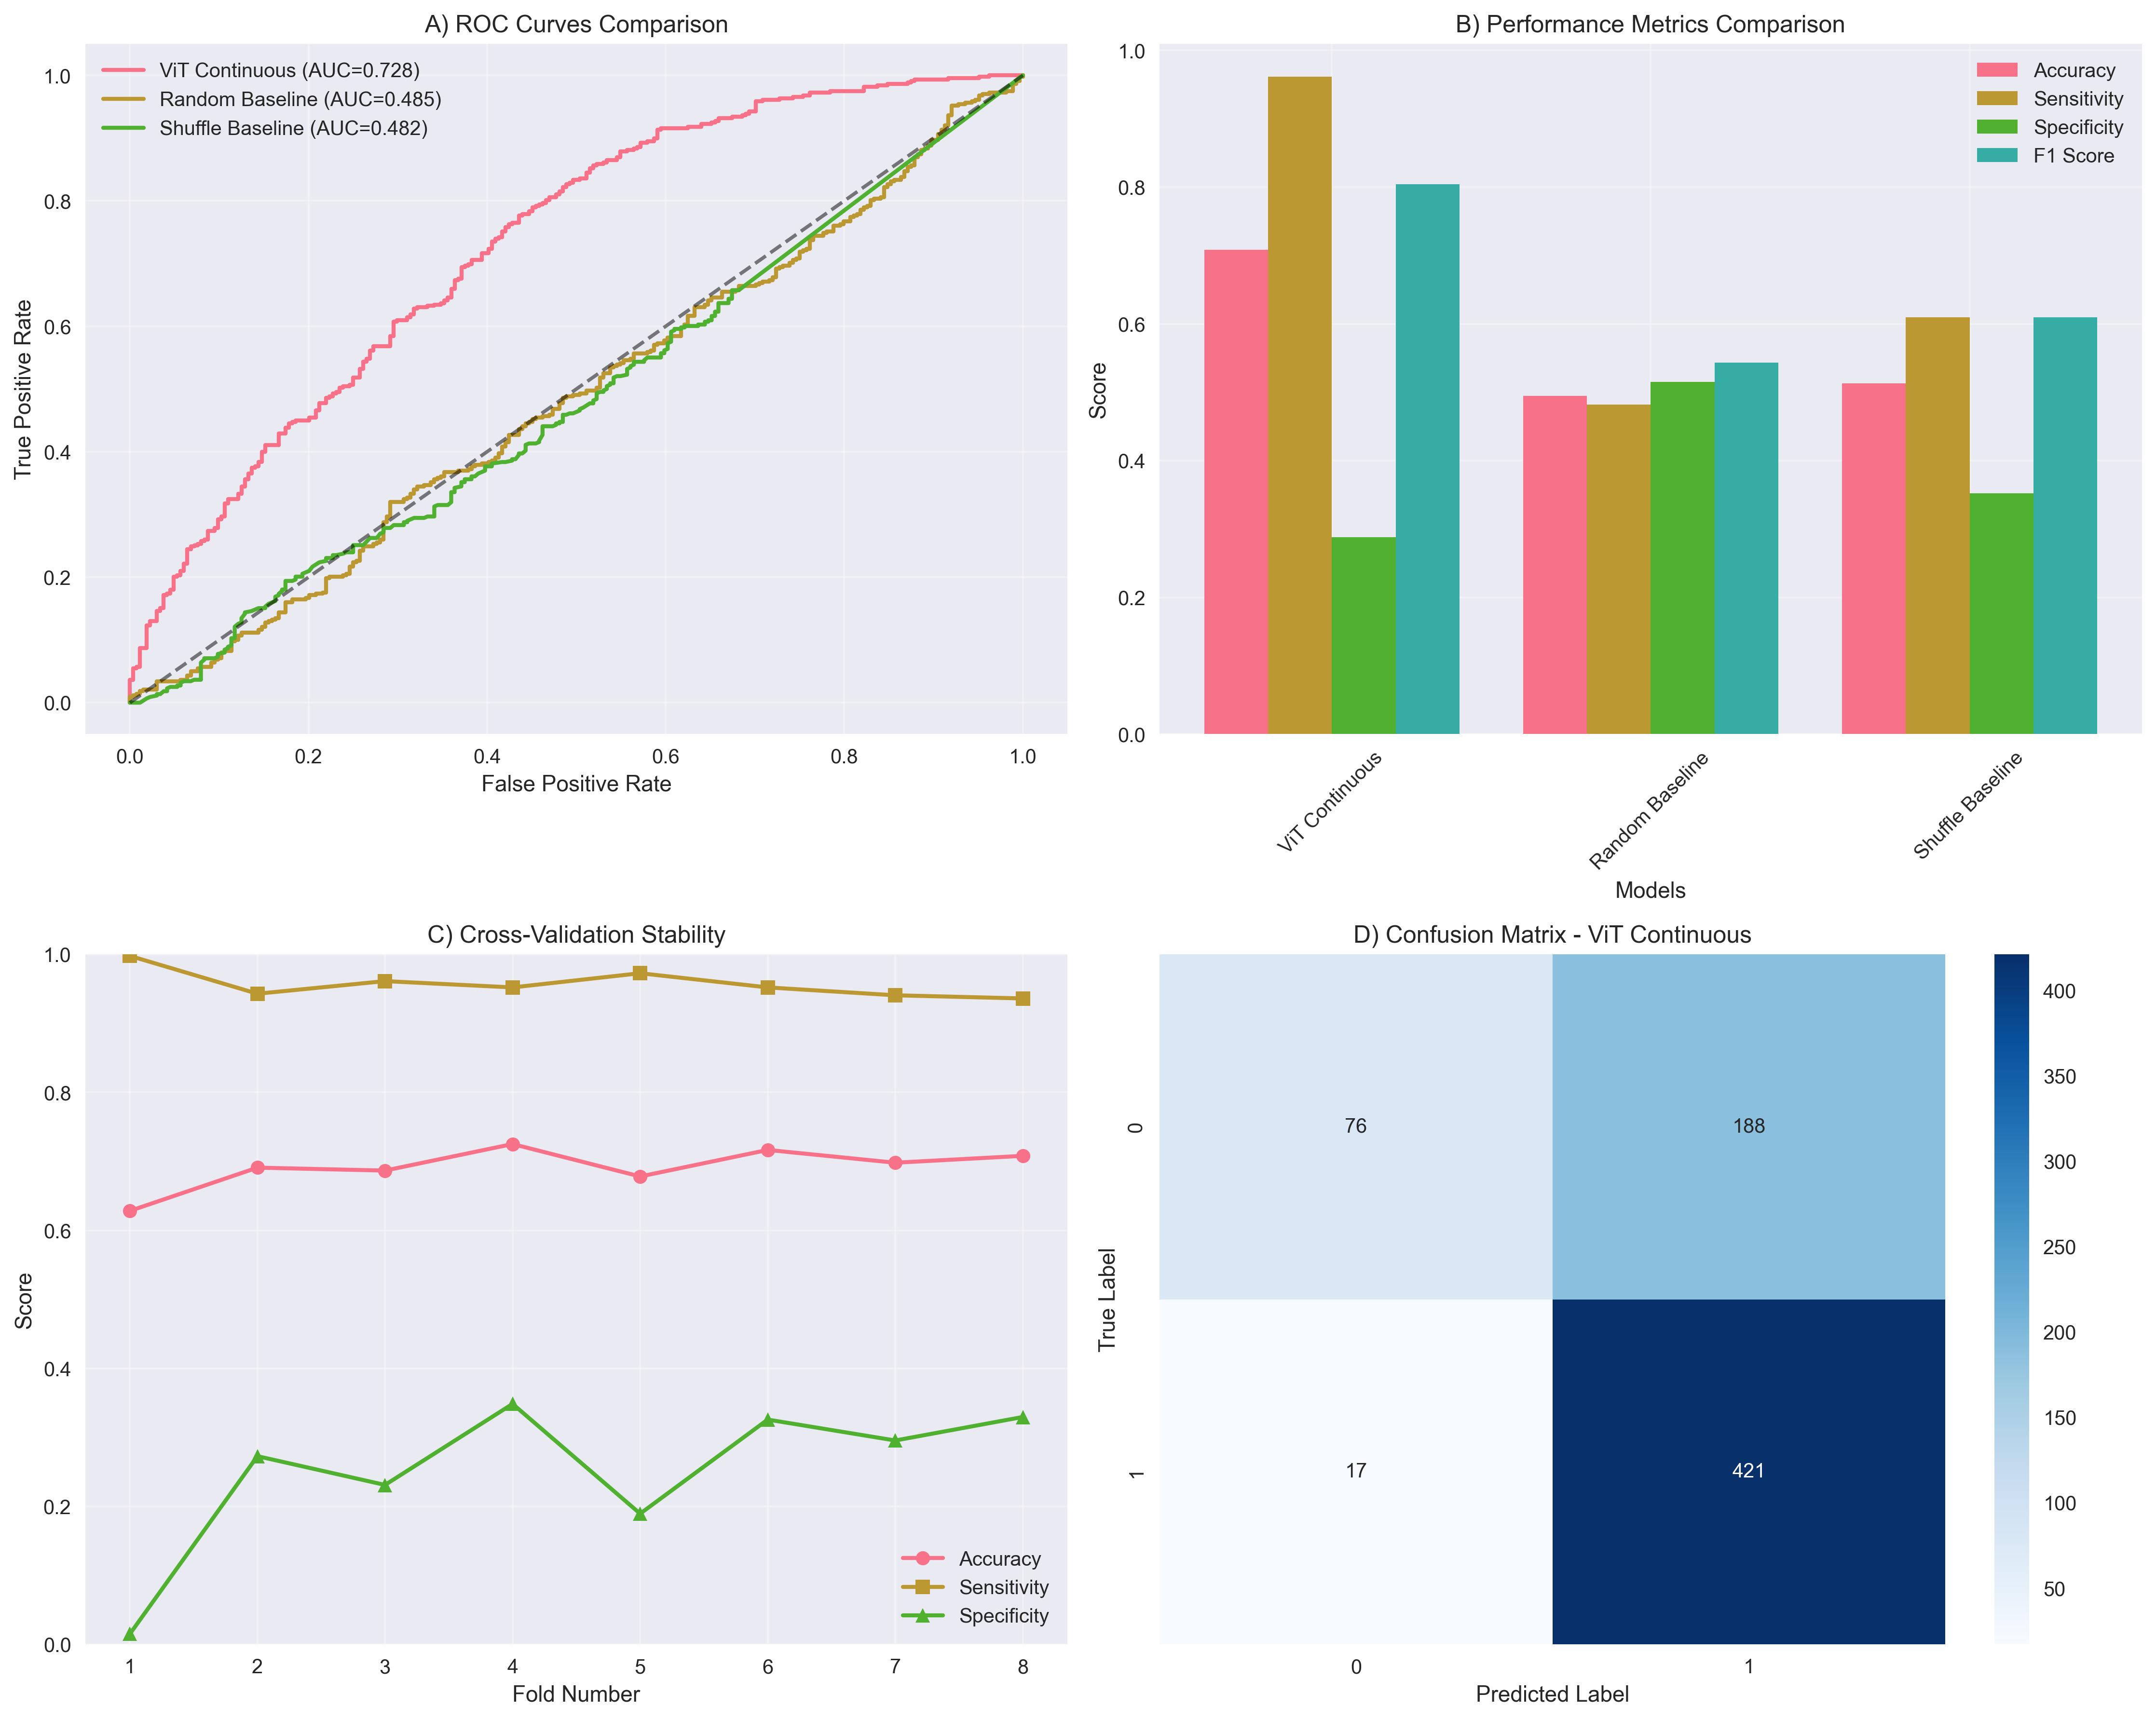 A) ROC Curves Comparison
ViT Continuous (AUC=0.728)
Random Baseline (AUC=0.485)
Shuffle Baseline (AUC=0.482)
True Positive Rate
1.0
0.8
0.6
0.4
0.2
0.0
0.0 0.2 0.4 0.6 0.8 1.0
False Positive Rate
B) Performance Metrics Comparison
Accuracy
Sensitivity
Specificity
F1 Score
Score
1.0
0.8
0.6
0.4
0.2
0.0
ViT Continuous
Random Baseline
Shuffle Baseline
Models
C) Cross-Validation Stability
Score
1.0
0.8
0.6
0.4
0.2
0.0
Accuracy
Sensitivity
Specificity
1 2 3 4 5 6 7 8
Fold Number
D) Confusion Matrix - ViT Continuous
True Label
0
1
76 188
17 421
0 1
Predicted Label
400
350
300
250
200
150
100
50